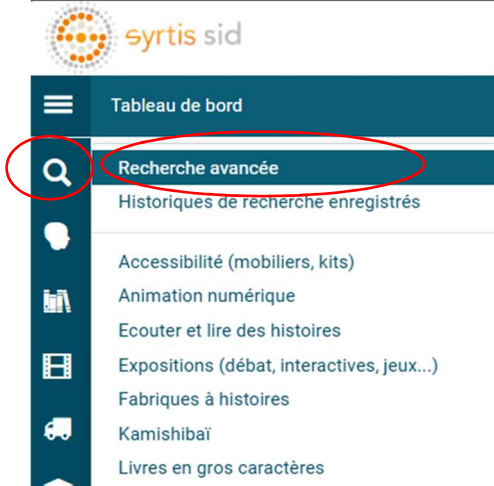 syrtis sid
Tableau de bord
Recherche avancée
Historiques de recherche enregistrés
Accessibilité (mobiliers, kits)
Animation numérique
Ecouter et lire des histoires
Expositions (débat, interactives, jeux...)
Fabriques à histoires
Kamishibaï
Livres en gros caractères